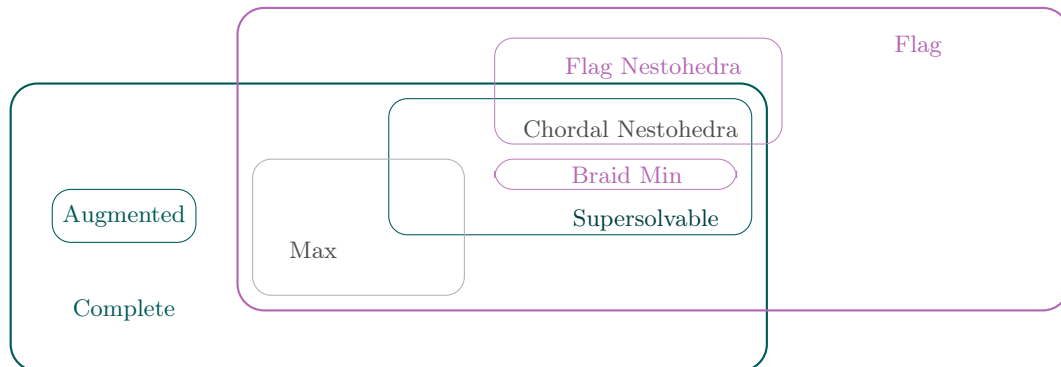 Flag
Flag Nestohedra
Chordal Nestohedra
Braid Min
Augmented
Supersolvable
Max
Complete